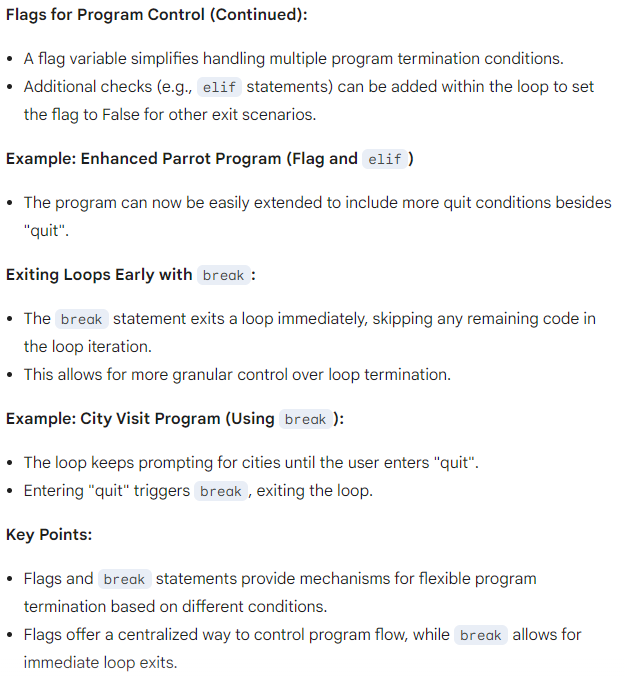 Flags for Program Control (Continued):
• A flag variable simplifies handling multiple program termination conditions.
• Additional checks (e.g., elif statements) can be added within the loop to set
the flag to False for other exit scenarios.
Example: Enhanced Parrot Program (Flag and elif )
• The program can now be easily extended to include more quit conditions besides
"quit".
Exiting Loops Early with break :
• The break statement exits a loop immediately, skipping any remaining code in
the loop iteration.
• This allows for more granular control over loop termination.
Example: City Visit Program (Using break ):
• The loop keeps prompting for cities until the user enters "quit".
• Entering "quit" triggers break , exiting the loop.
Key Points:
• Flags and break statements provide mechanisms for flexible program
termination based on different conditions.
• Flags offer a centralized way to control program flow, while break allows for
immediate loop exits.